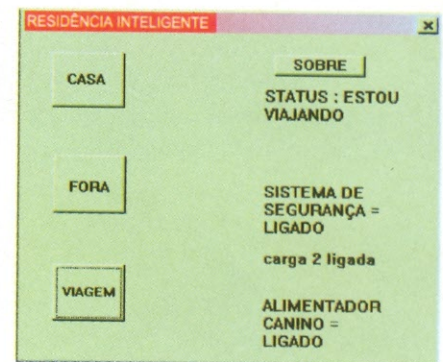 RESIDÊNCIA INTELIGENTE
CASA
SOBRE
STATUS : ESTOU
VIAJANDO
FORA
SISTEMA DE
SEGURANÇA =
LIGADO
carga 2 ligada
VIAGEM
ALIMENTADOR
CANINO =
LIGADO